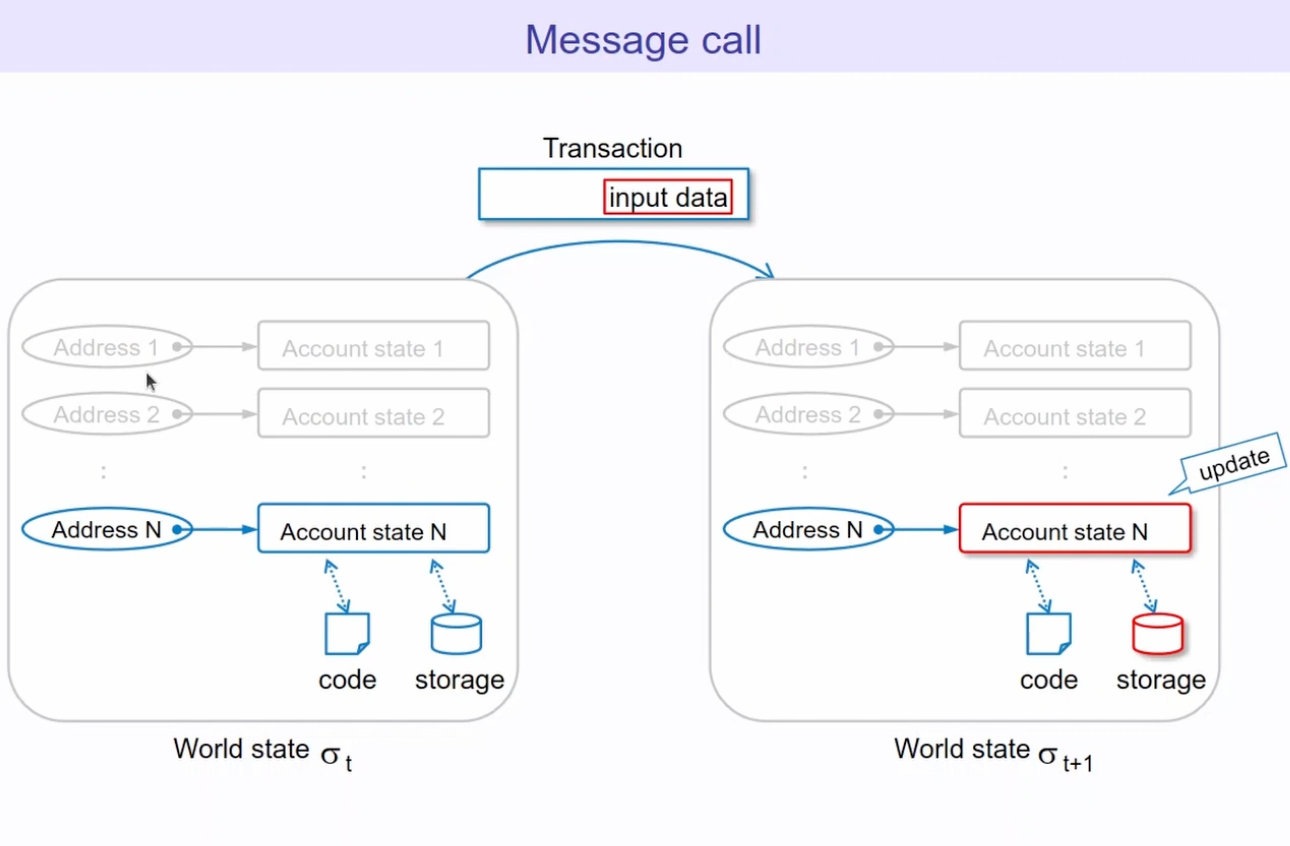 Message call
Transaction
input data
Address 1
Account state 1
Address 2
Account state 2
:
:
Address N
Account state N
code
storage
World state σ t
Address 1
Account state 1
Address 2
Account state 2
:
:
update
Address N
Account state N
code
storage
World state σ t+1